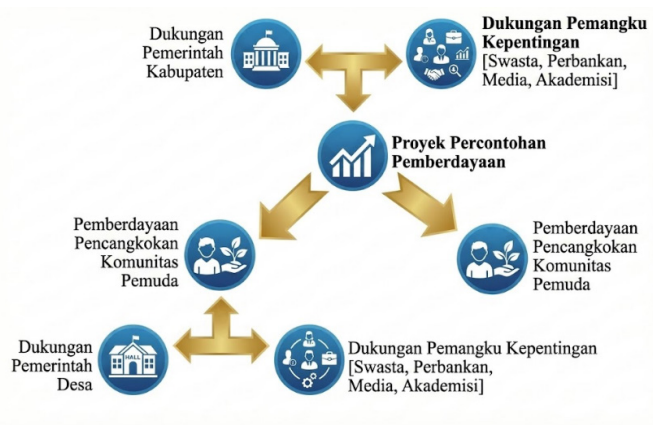 Dukungan
Pemerintah
Kabupaten
Dukungan Pemangku
Kepentingan
[Swasta, Perbankan,
Media, Akademisi]
Proyek Percontohan
Pemberdayaan
Pemberdayaan
Pencangkokan
Komunitas
Pemuda
Pemberdayaan
Pencangkokan
Komunitas
Pemuda
Dukungan
Pemerintah
Desa
HALL
Dukungan Pemangku Kepentingan
[Swasta, Perbankan,
Media, Akademisi]